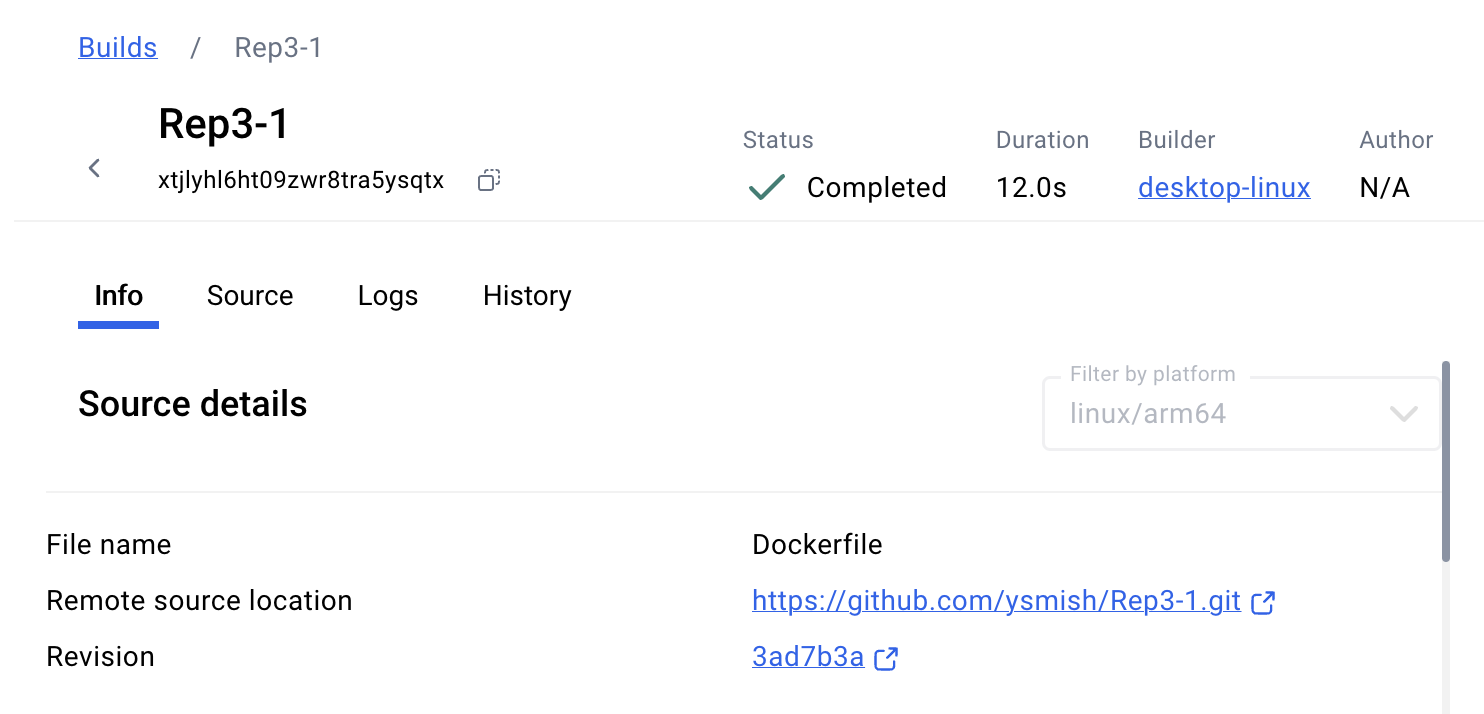 Builds / Rep3-1
Rep3-1
xtjlyhl6ht09zwr8tra5ysqtx
Status Duration Builder Author
Completed 12.0s desktop-linux N/A
Info Source Logs History
Source details
Filter by platform
linux/arm64
File name Dockerfile
Remote source location https://github.com/ysmish/Rep3-1.git
Revision 3ad7b3a